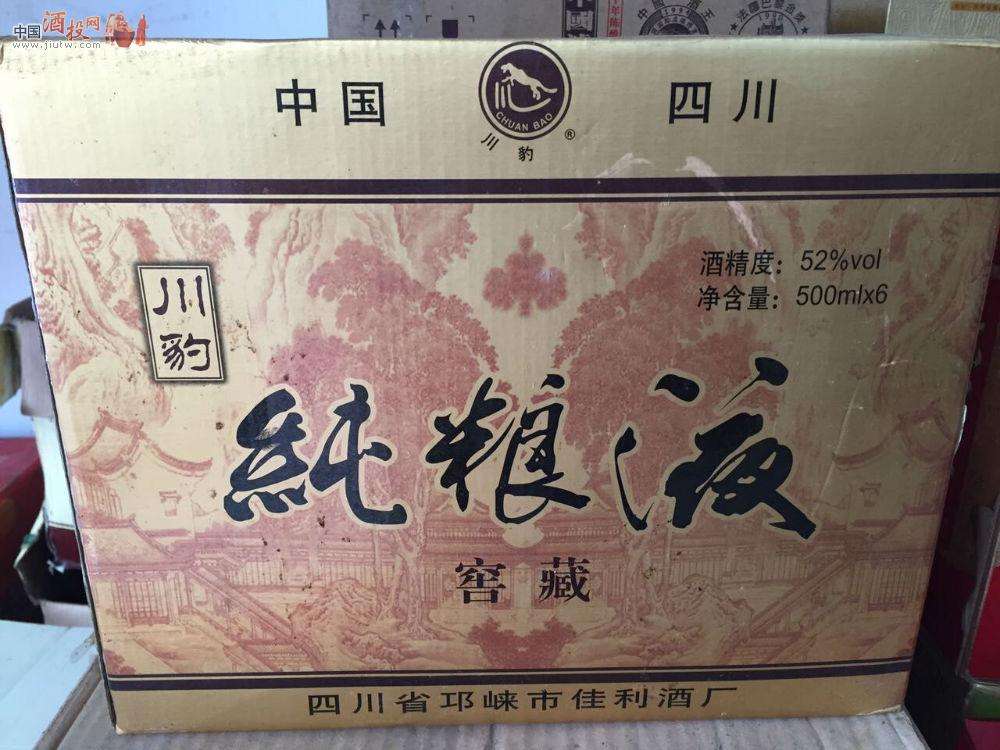 中国酒投网
www.jiutw.com
中国
四川
CHUAN BAO
川豹
®
酒精度：52%vol
净含量：500mlx6
川豹
純粮液
窖藏
四川省邛崃市佳利酒厂